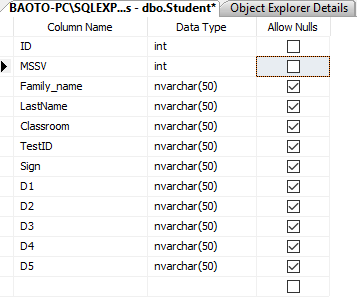 BAOTO-PC\SQLEXP...s - dbo.Student* Object Explorer Details
Column Name Data Type Allow Nulls
ID int
MSSV int
Family_name nvarchar(50)
LastName nvarchar(50)
Classroom nvarchar(50)
TestID nvarchar(50)
Sign nvarchar(50)
D1 nvarchar(50)
D2 nvarchar(50)
D3 nvarchar(50)
D4 nvarchar(50)
D5 nvarchar(50)